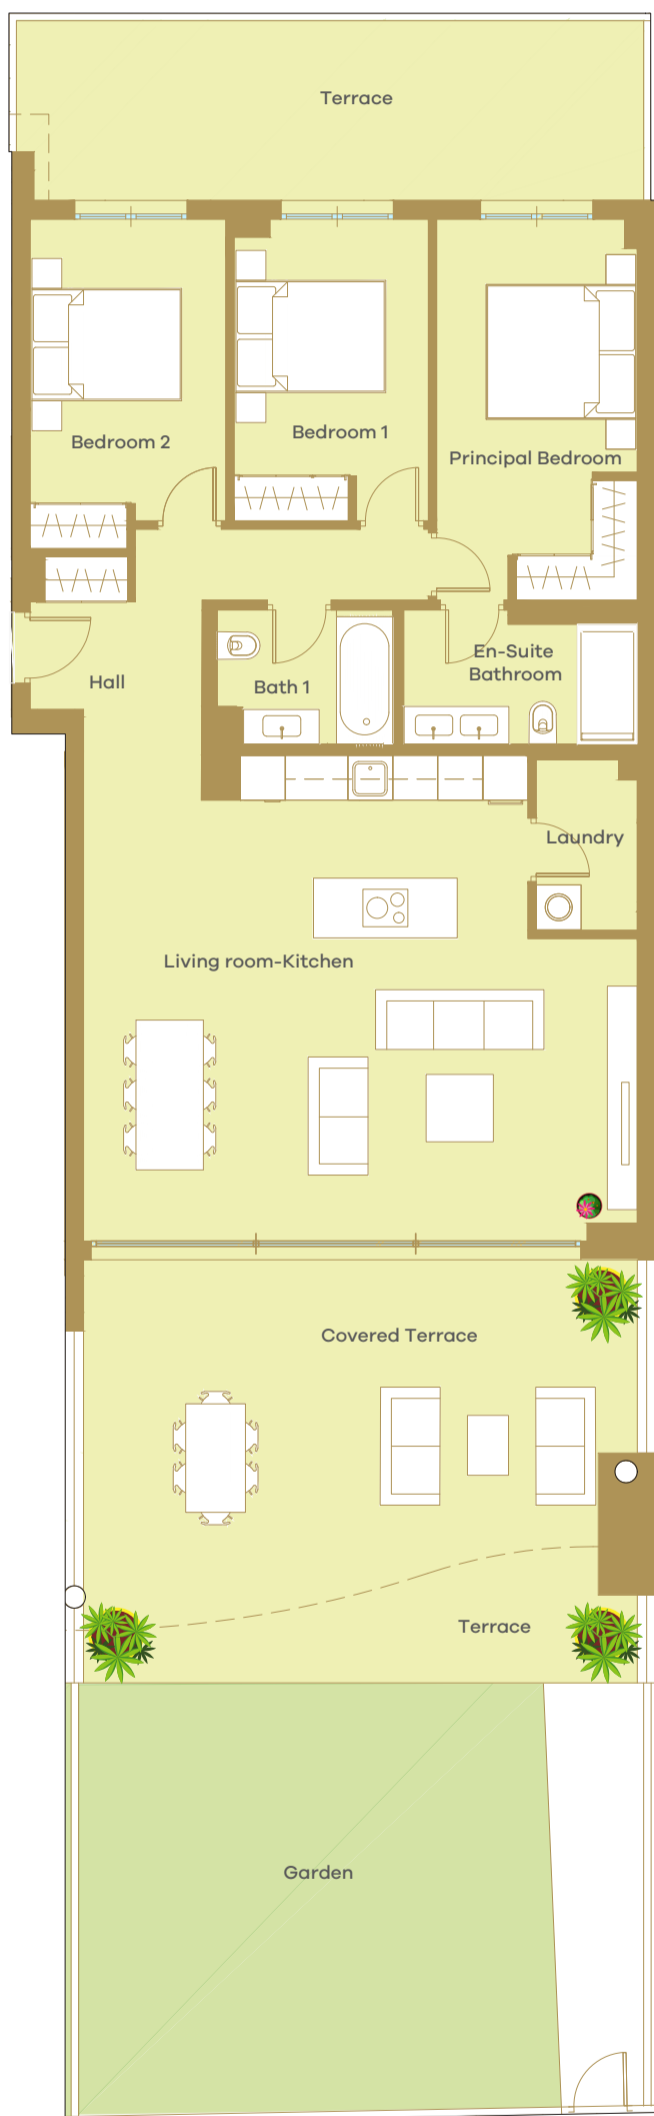 Terrace
Bedroom 2
Bedroom 1
Principal Bedroom
Hall
Bath 1
En-Suite
Bathroom
Laundry
Living room-Kitchen
Covered Terrace
Terrace
Garden